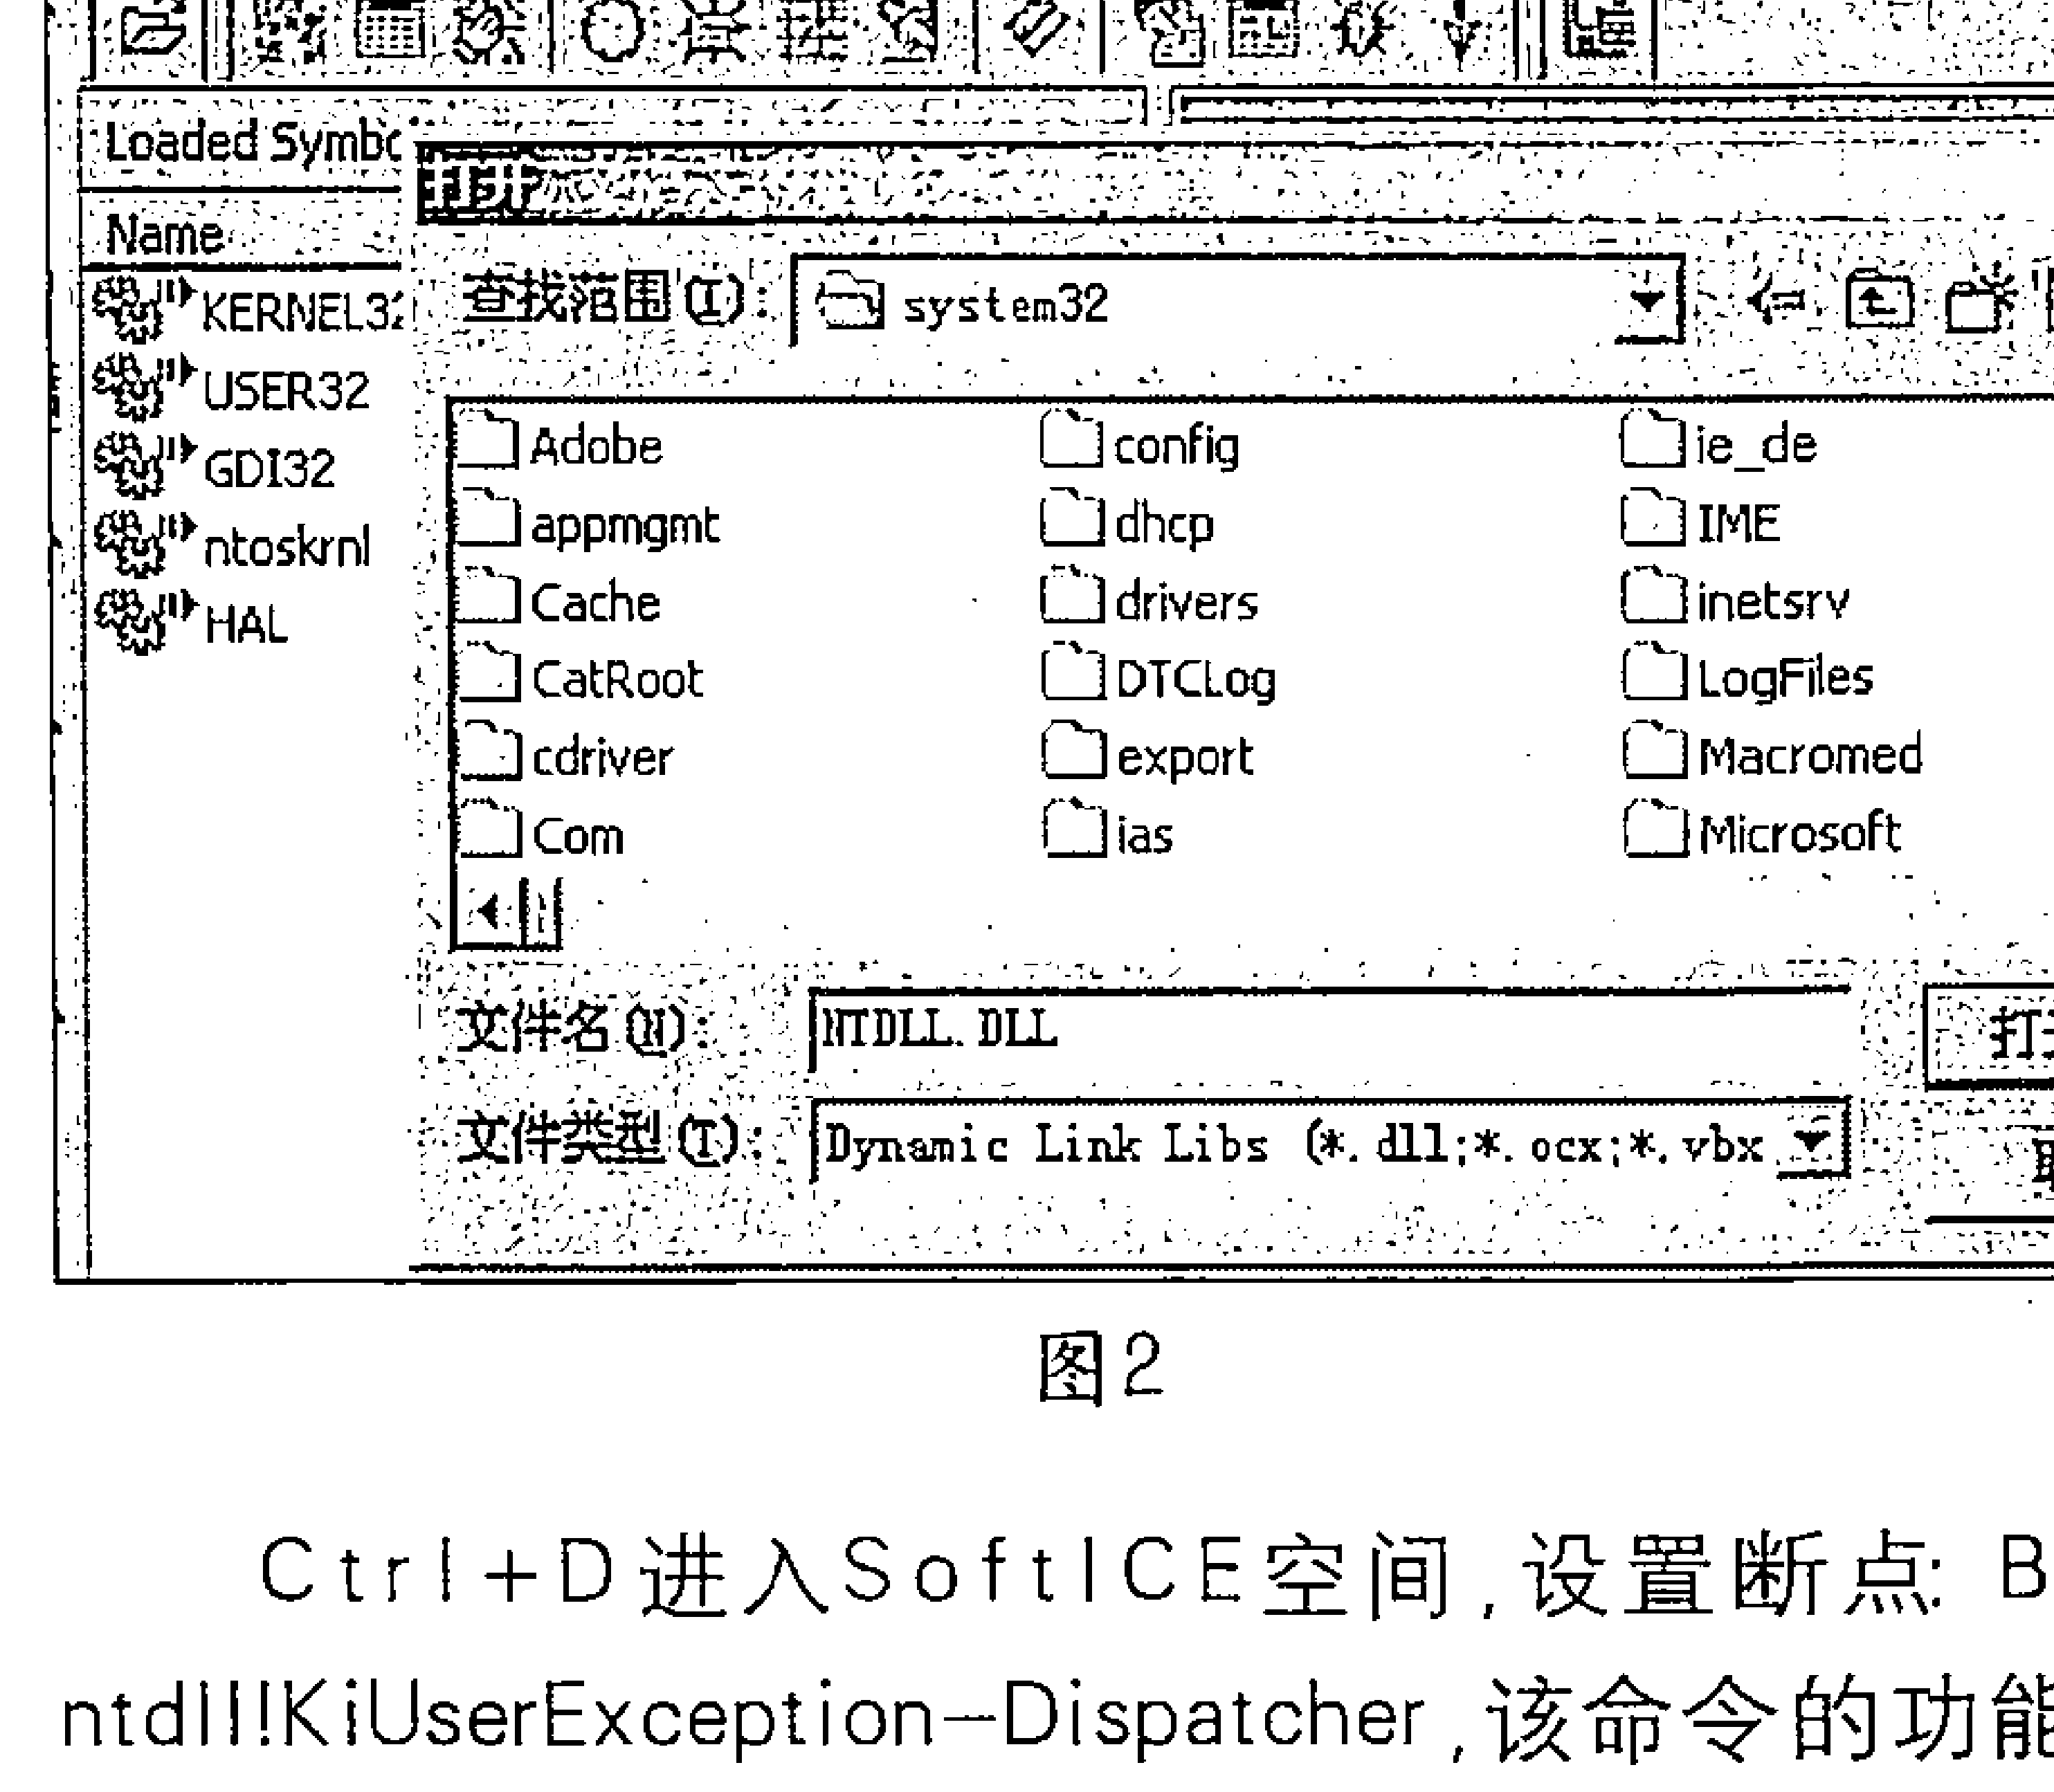 Loaded Symbo
打开
Name
KERNEL32
USER32
GDI32
ntoskrnl
HAL
查找范围(I):
system32
Adobe
config
ie_de
appmgmt
dhcp
IME
Cache
drivers
inetsrv
CatRoot
DTCLog
LogFiles
cdriver
export
Macromed
Com
ias
Microsoft
文件名(N):
NTDLL.DLL
打
文件类型(T):
Dynamic Link Libs (*.dll;*.ocx;*.vbx
图2
Ctrl+D进入SoftICE空间,设置断点: B
ntdll!KiUserException-Dispatcher,该命令的功能